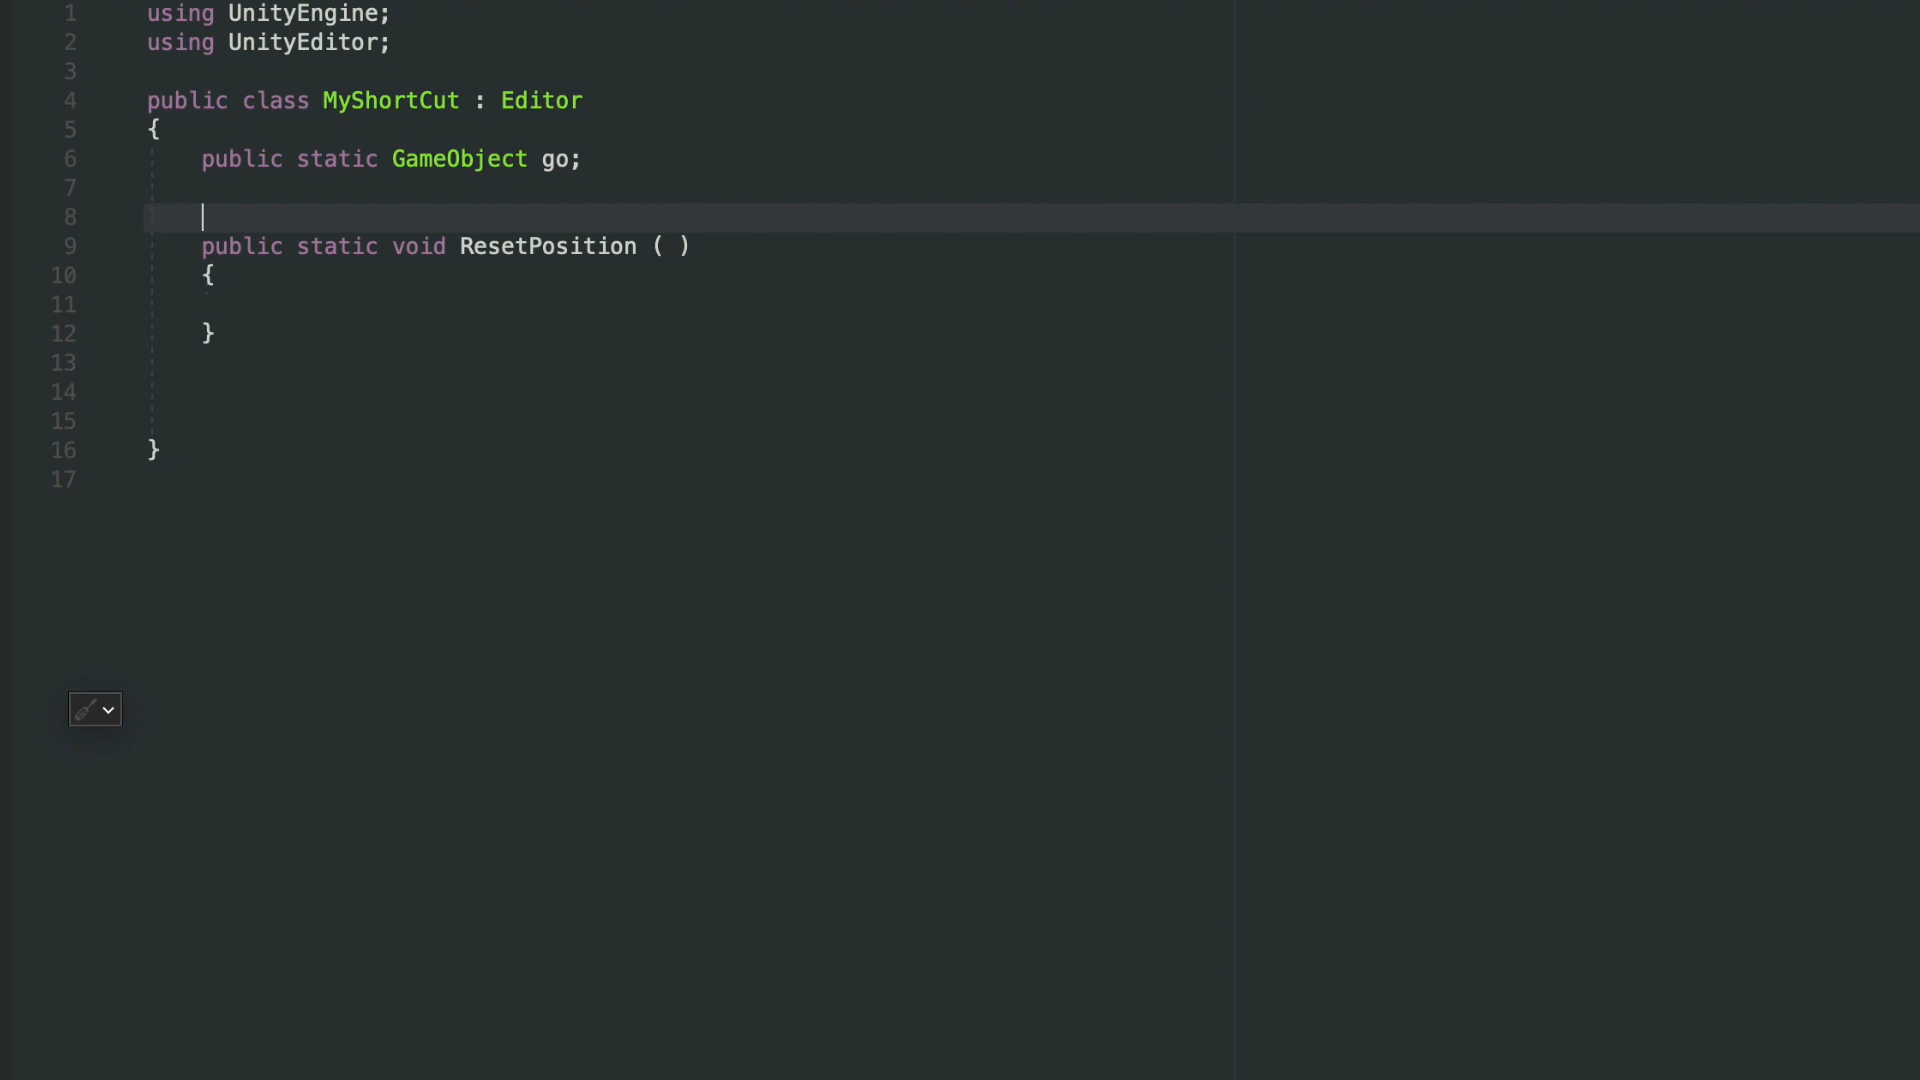 1 using UnityEngine;
2 using UnityEditor;
3
4 public class MyShortCut : Editor
5 {
6 public static GameObject go;
7
8
9 public static void ResetPosition ( )
10 {
11
12 }
13
14
15
16 }
17